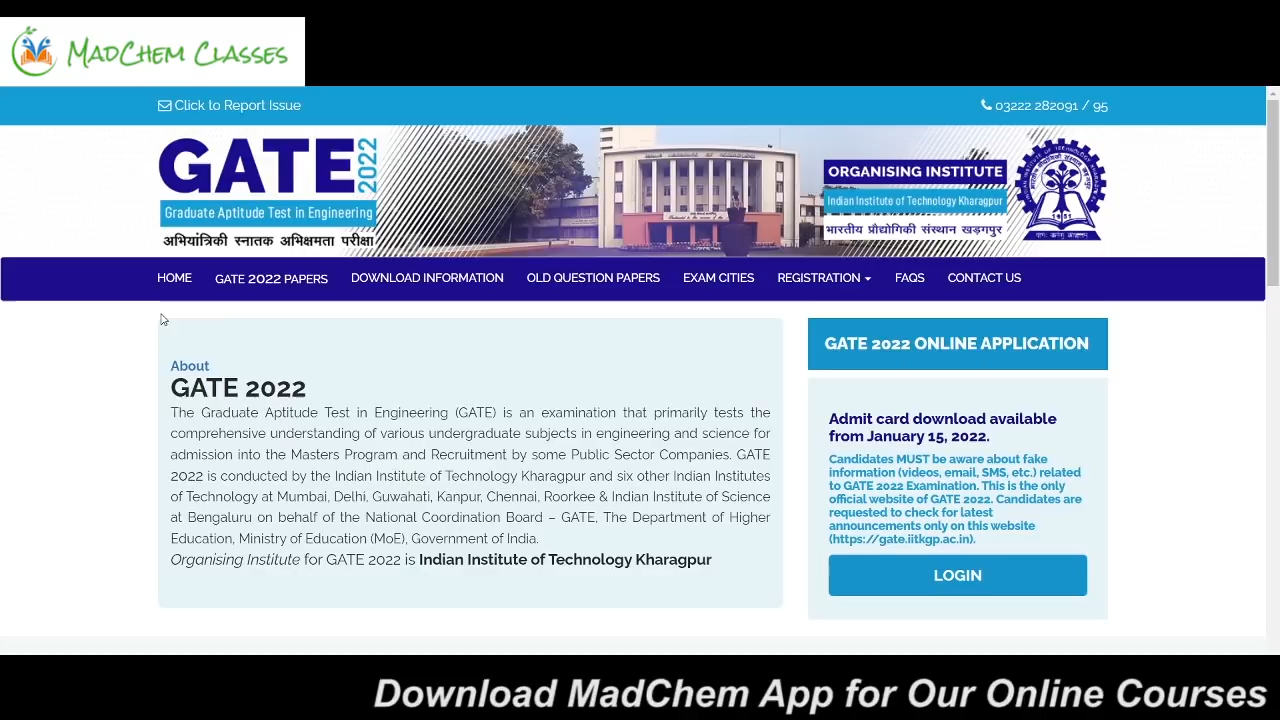 MadChem Classes
Click to Report Issue
03222 282091 / 95
GATE 2022
Graduate Aptitude Test in Engineering
अभियांत्रिकी स्नातक अभिक्षमता परीक्षा
ORGANISING INSTITUTE
Indian Institute of Technology Kharagpur
भारतीय प्रौद्योगिकी संस्थान खड़गपुर
HOME GATE 2022 PAPERS DOWNLOAD INFORMATION OLD QUESTION PAPERS EXAM CITIES REGISTRATION FAQS CONTACT US
About
GATE 2022
The Graduate Aptitude Test in Engineering (GATE) is an examination that primarily tests the
comprehensive understanding of various undergraduate subjects in engineering and science for
admission into the Masters Program and Recruitment by some Public Sector Companies. GATE
2022 is conducted by the Indian Institute of Technology Kharagpur and six other Indian Institutes
of Technology at Mumbai, Delhi, Guwahati, Kanpur, Chennai, Roorkee & Indian Institute of Science
at Bengaluru on behalf of the National Coordination Board – GATE, The Department of Higher
Education, Ministry of Education (MoE), Government of India.
Organising Institute for GATE 2022 is Indian Institute of Technology Kharagpur
GATE 2022 ONLINE APPLICATION
Admit card download available
from January 15, 2022.
Candidates MUST be aware about fake
information (videos, email, SMS, etc.) related
to GATE 2022 Examination. This is the only
official website of GATE 2022. Candidates are
requested to check for latest
announcements only on this website
(https://gate.iitkgp.ac.in).
LOGIN
Download MadChem App for Our Online Courses